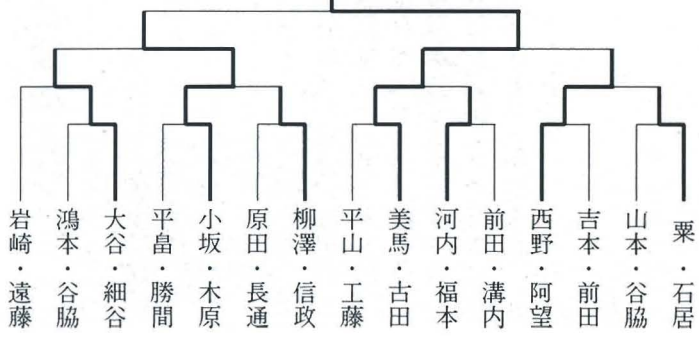 岩崎・遠藤
鴻本・谷脇
大谷・細谷
平畠・勝間
小坂・木原
原田・長通
柳澤・信政
平山・工藤
美馬・古田
河内・福本
前田・溝内
西野・阿望
吉本・前田
山本・谷脇
粟・石居